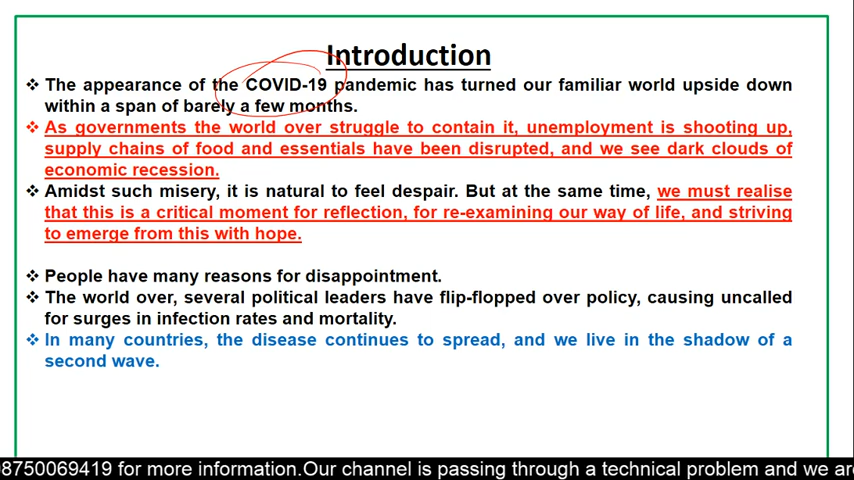 Introduction
❖ The appearance of the COVID-19 pandemic has turned our familiar world upside down
within a span of barely a few months.
❖ As governments the world over struggle to contain it, unemployment is shooting up,
supply chains of food and essentials have been disrupted, and we see dark clouds of
economic recession.
❖ Amidst such misery, it is natural to feel despair. But at the same time, we must realise
that this is a critical moment for reflection, for re-examining our way of life, and striving
to emerge from this with hope.
❖ People have many reasons for disappointment.
❖ The world over, several political leaders have flip-flopped over policy, causing uncalled
for surges in infection rates and mortality.
❖ In many countries, the disease continues to spread, and we live in the shadow of a
second wave.
8750069419 for more information.Our channel is passing through a technical problem and we are